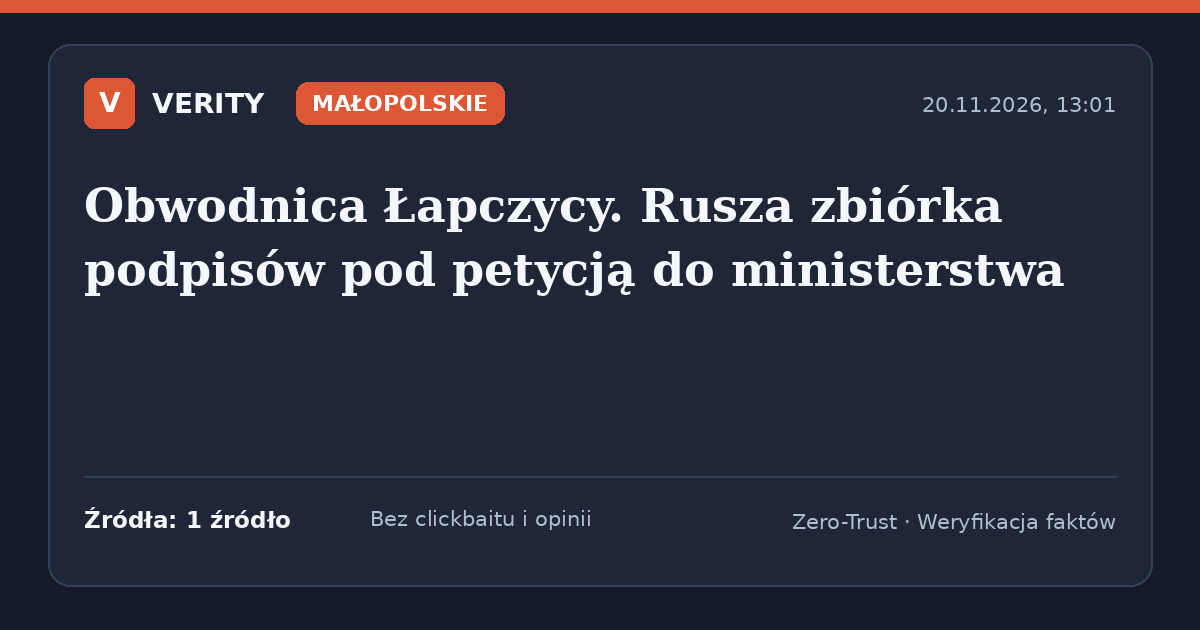 V VERITY MAŁOPOLSKIE 20.11.2026, 13:01
Obwodnica Łapczycy. Rusza zbiórka
podpisów pod petycją do ministerstwa
Źródła: 1 źródło Bez clickbaitu i opinii Zero-Trust · Weryfikacja faktów